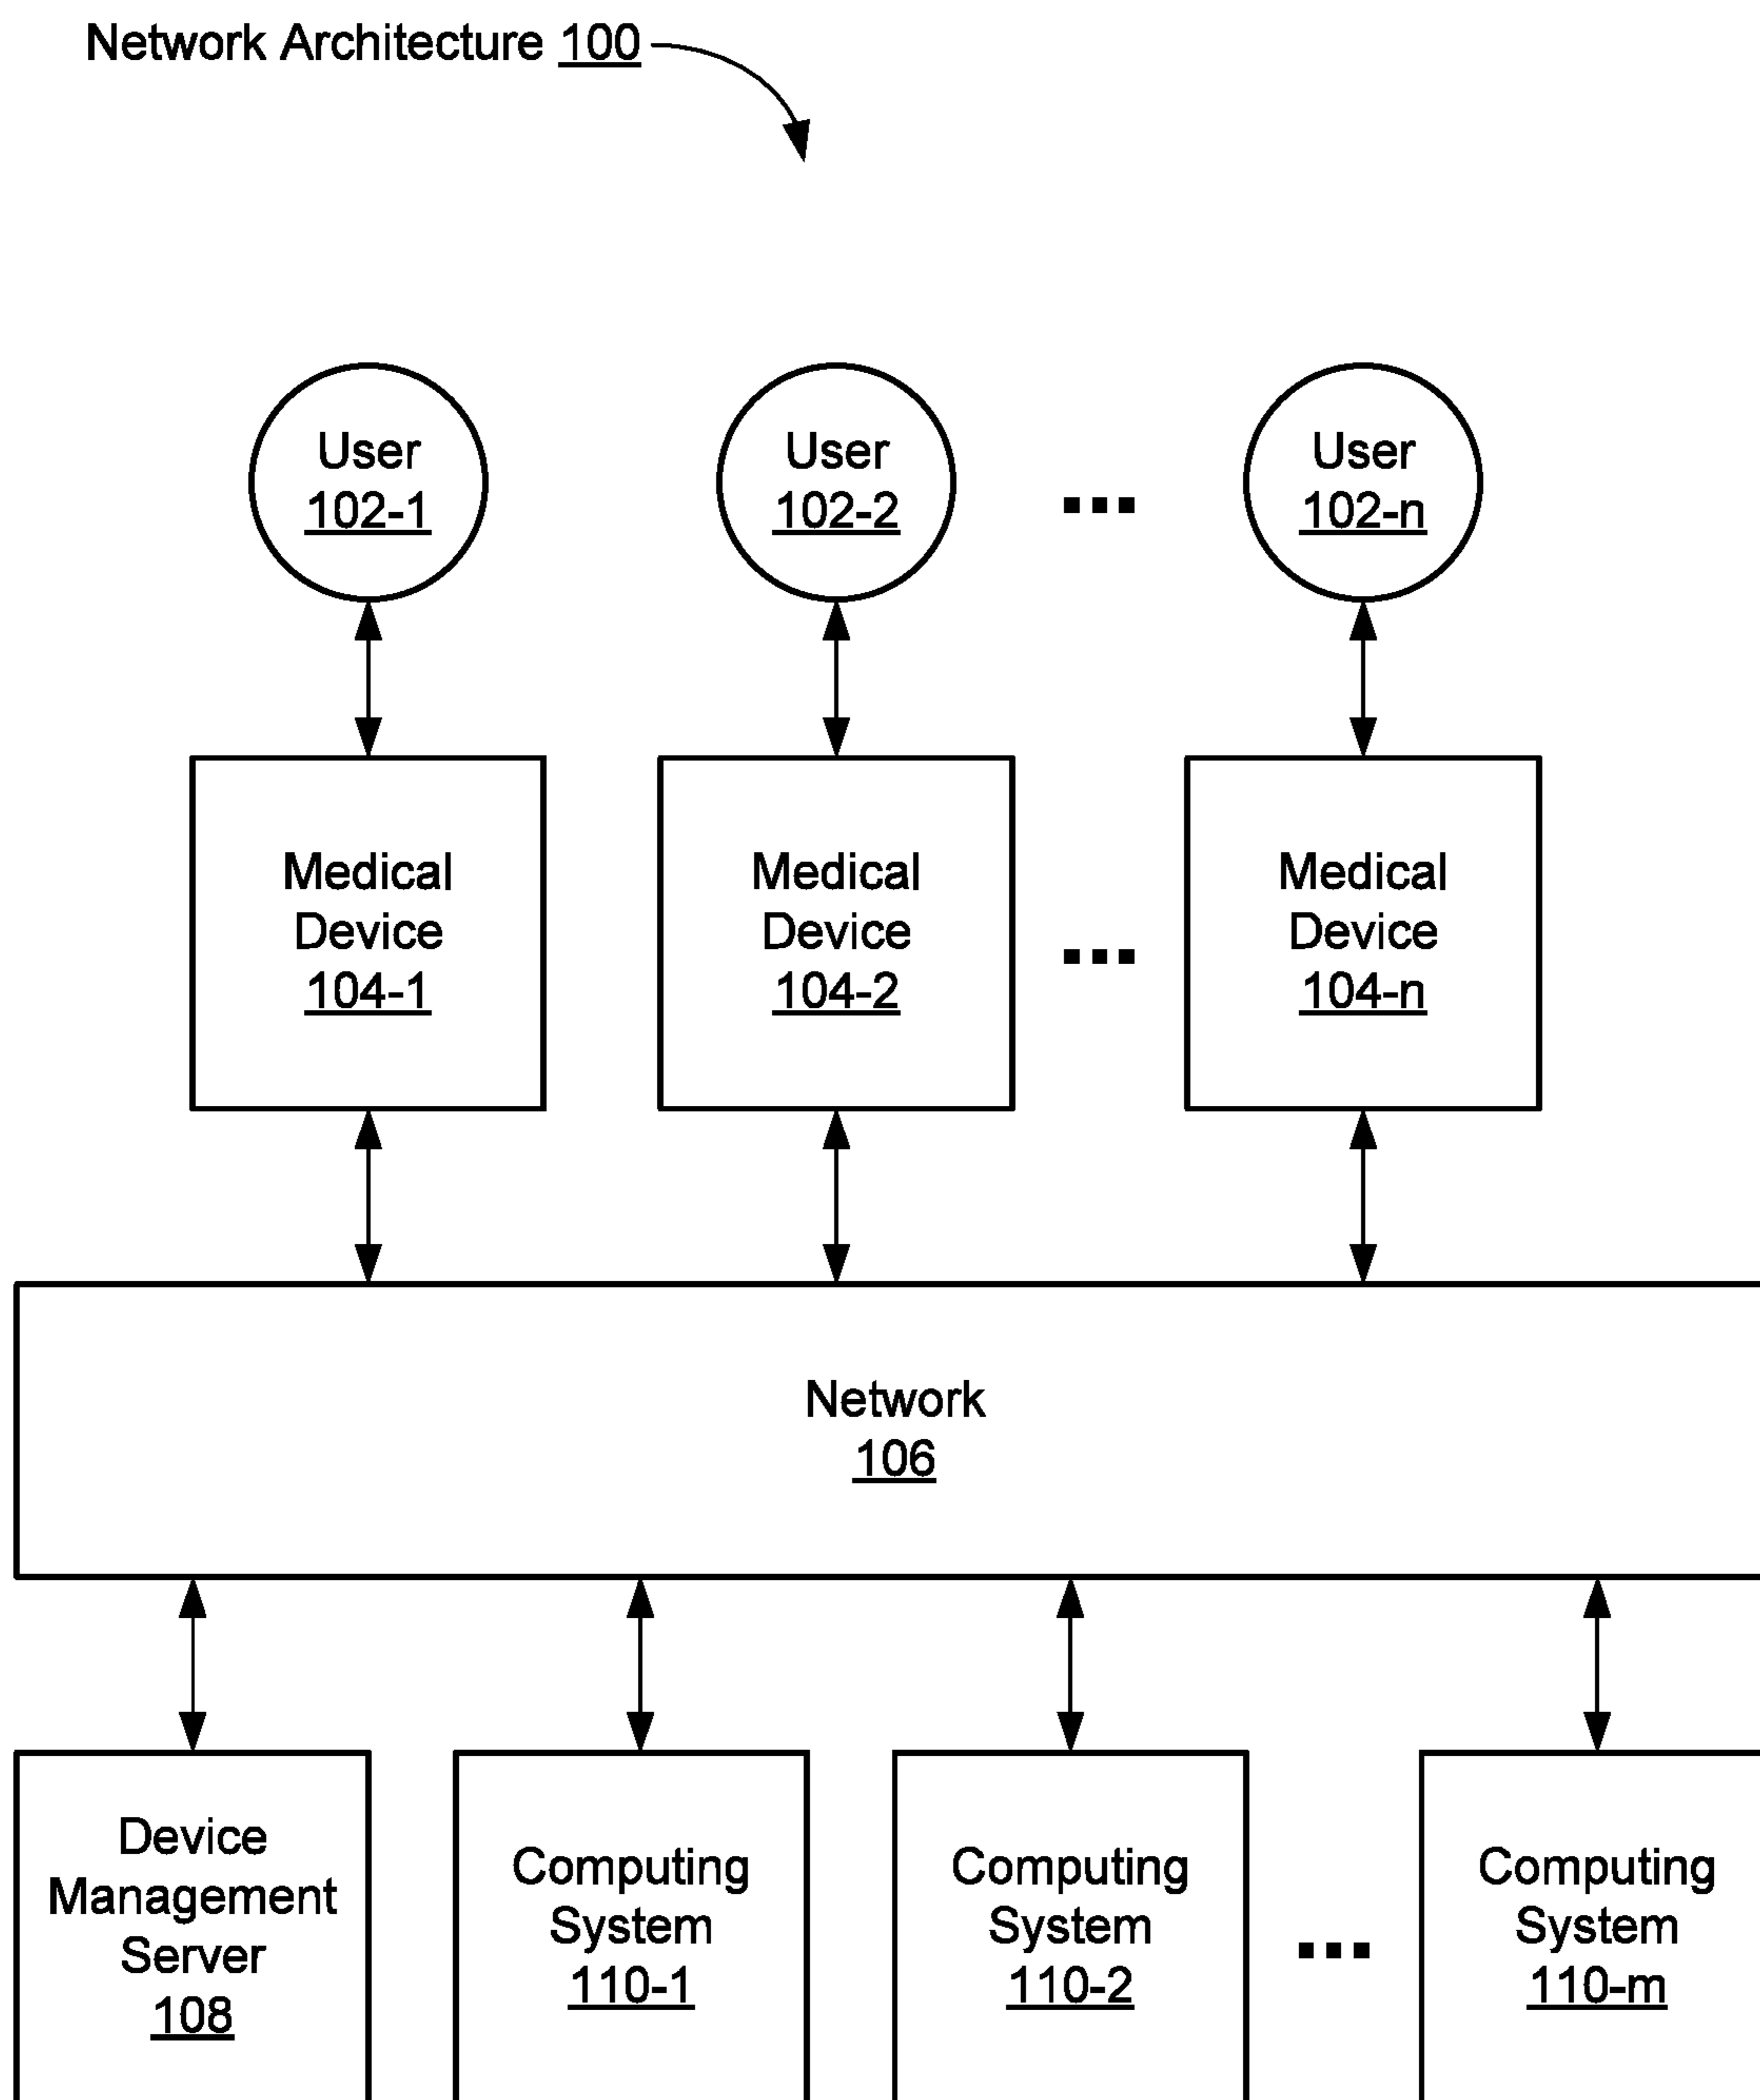 Network Architecture 100
User
102-1
User
102-2
...
User
102-n
Medical
Device
104-1
Medical
Device
104-2
...
Medical
Device
104-n
Network
106
Device
Management
Server
108
Computing
System
110-1
Computing
System
110-2
...
Computing
System
110-m